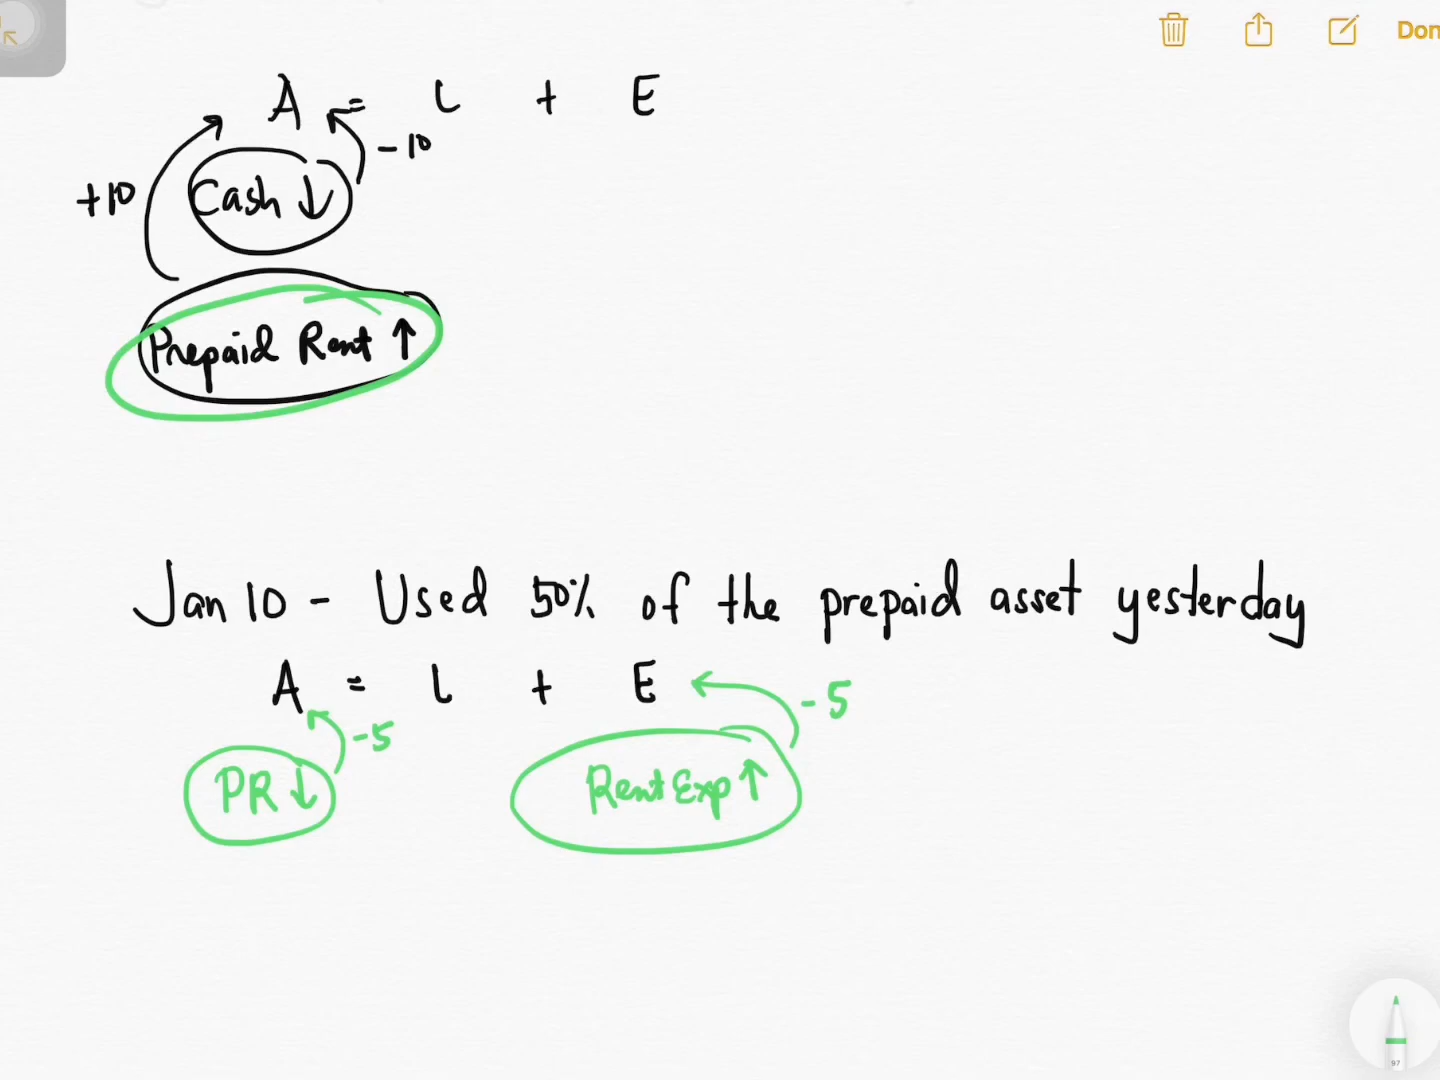 Don
A = L + E
-10
+10 Cash ↓
Prepaid Rent ↑
Jan 10 - Used 50% of the prepaid asset yesterday
A = L + E
-5 -5
PR ↓ Rent Exp ↑
97